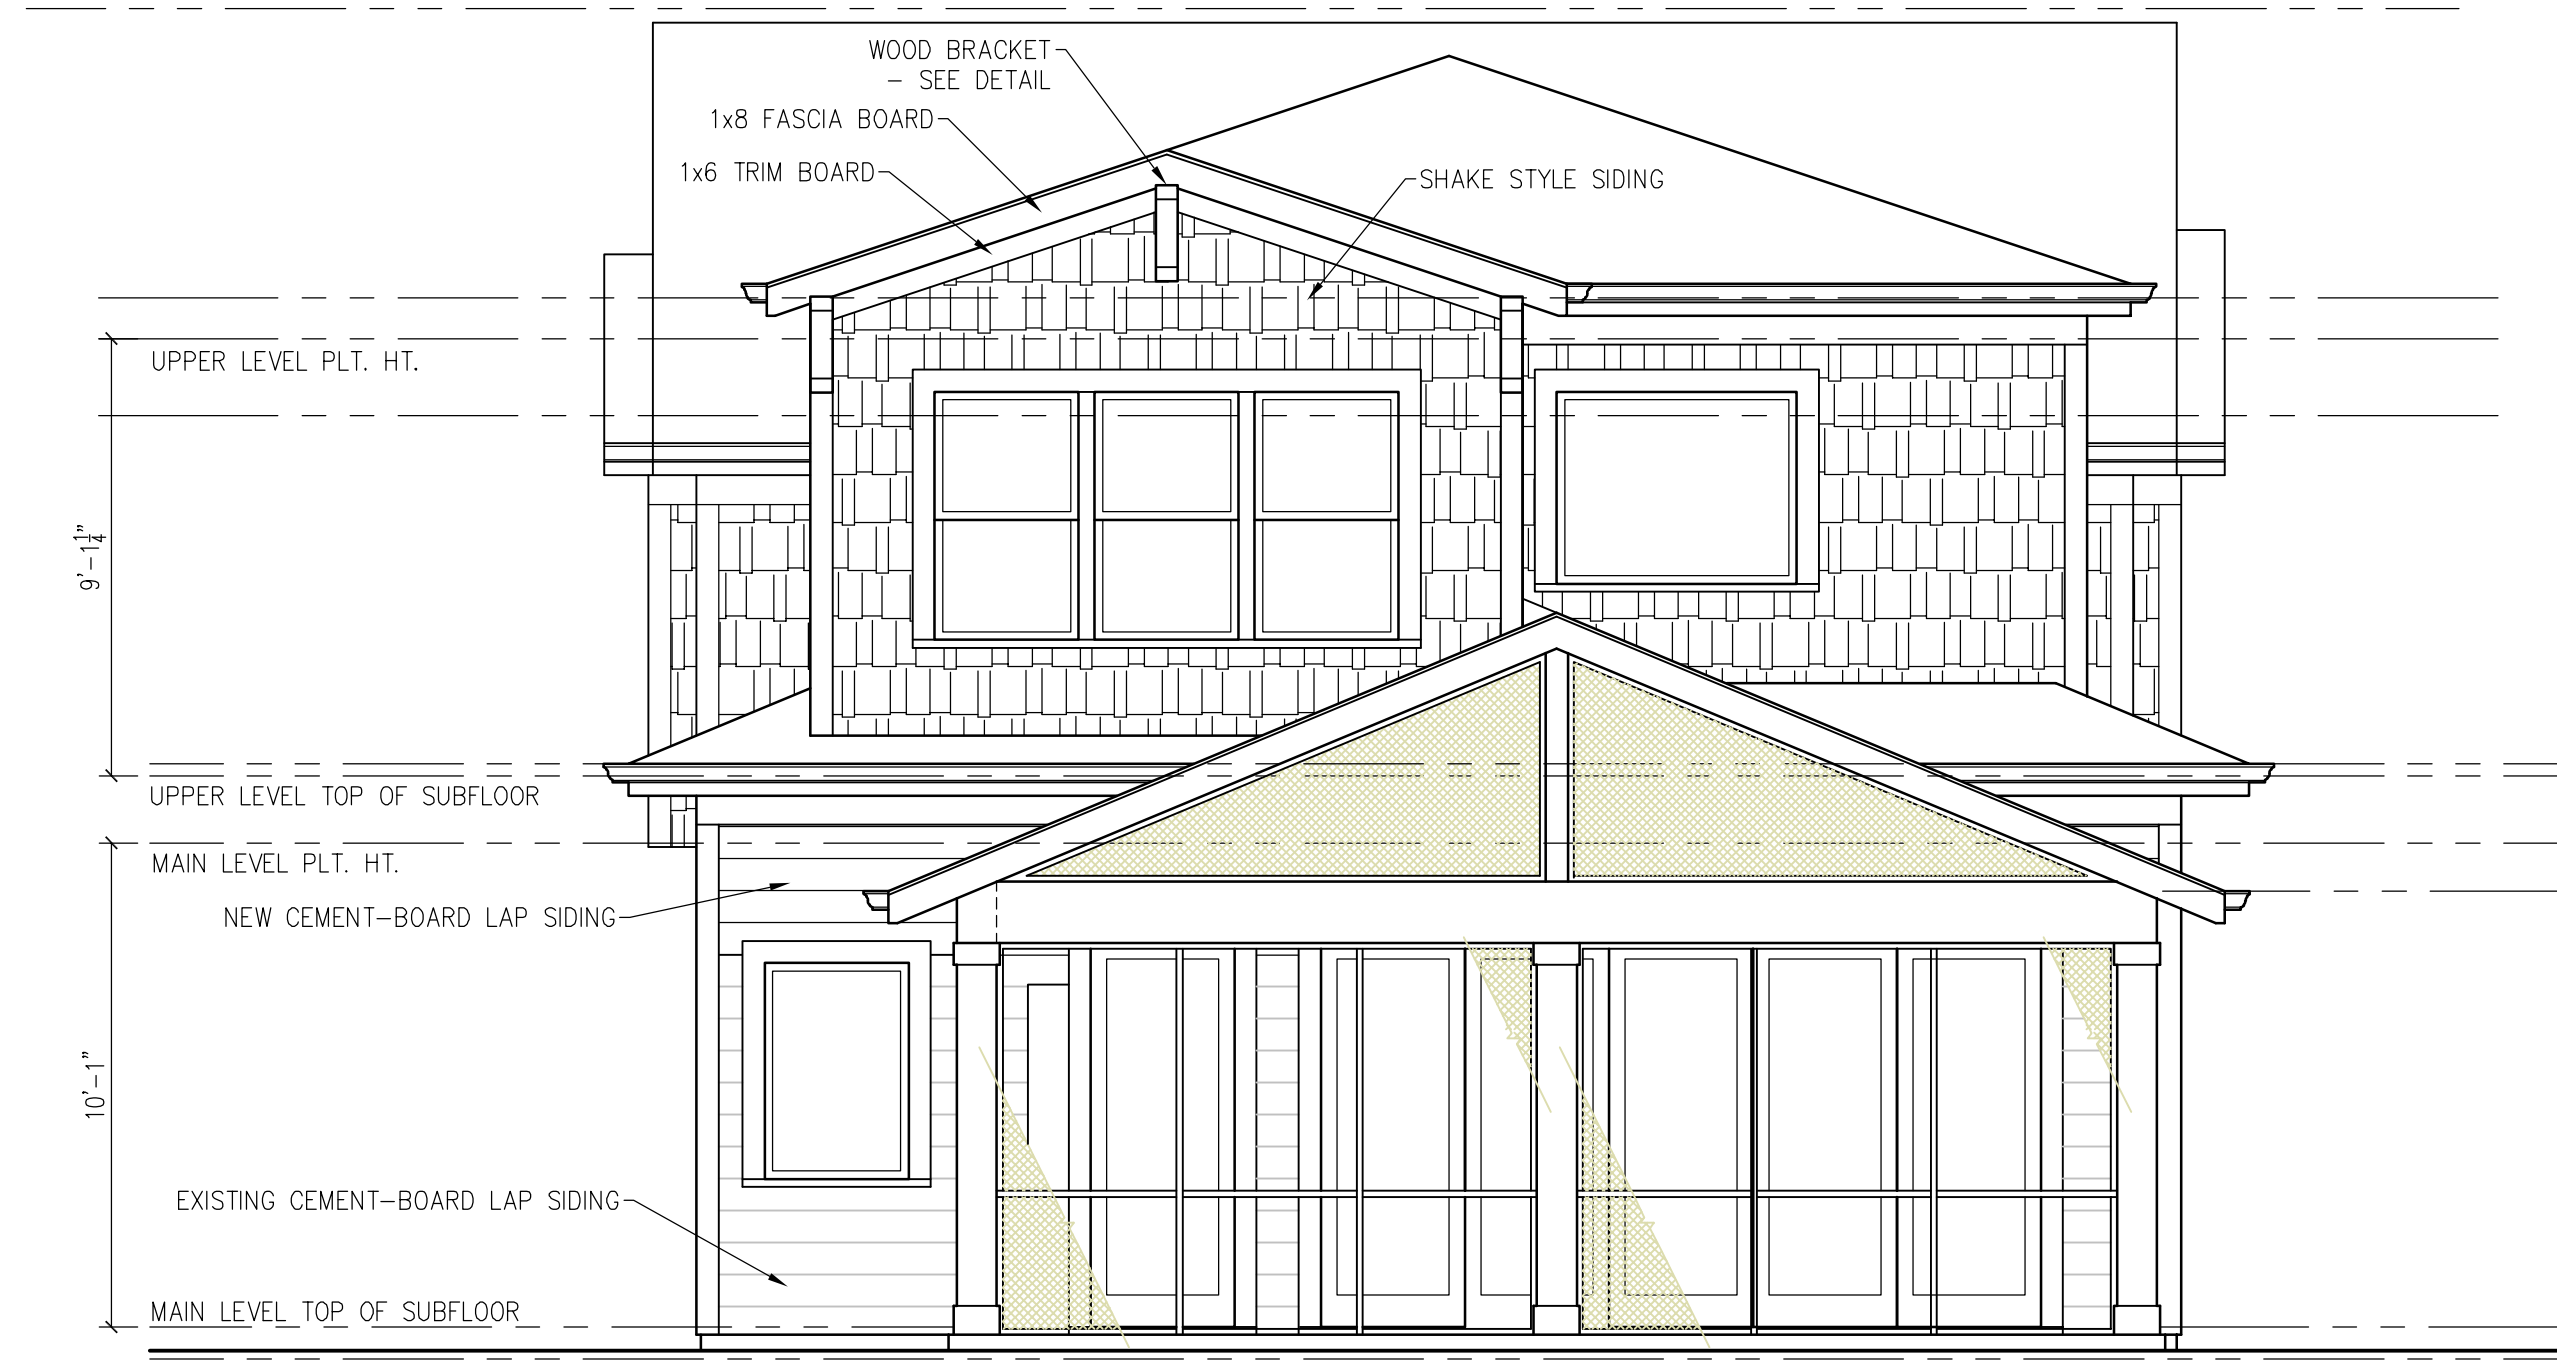 WOOD BRACKET
- SEE DETAIL
1x8 FASCIA BOARD
1x6 TRIM BOARD
SHAKE STYLE SIDING
UPPER LEVEL PLT. HT.
9'-1 1/4"
UPPER LEVEL TOP OF SUBFLOOR
MAIN LEVEL PLT. HT.
NEW CEMENT-BOARD LAP SIDING
10'-1"
EXISTING CEMENT-BOARD LAP SIDING
MAIN LEVEL TOP OF SUBFLOOR